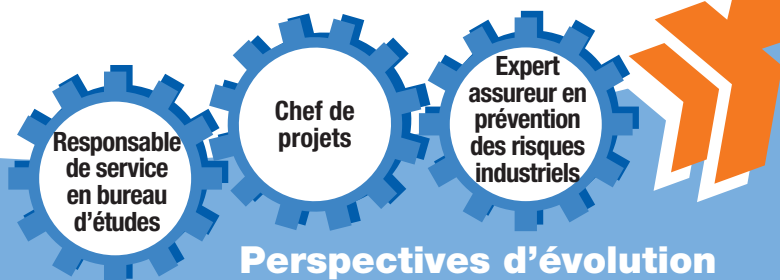 Responsable
de service
en bureau
d'études
Chef de
projets
Expert
assureur en
prévention
des risques
industriels
Perspectives d'évolution